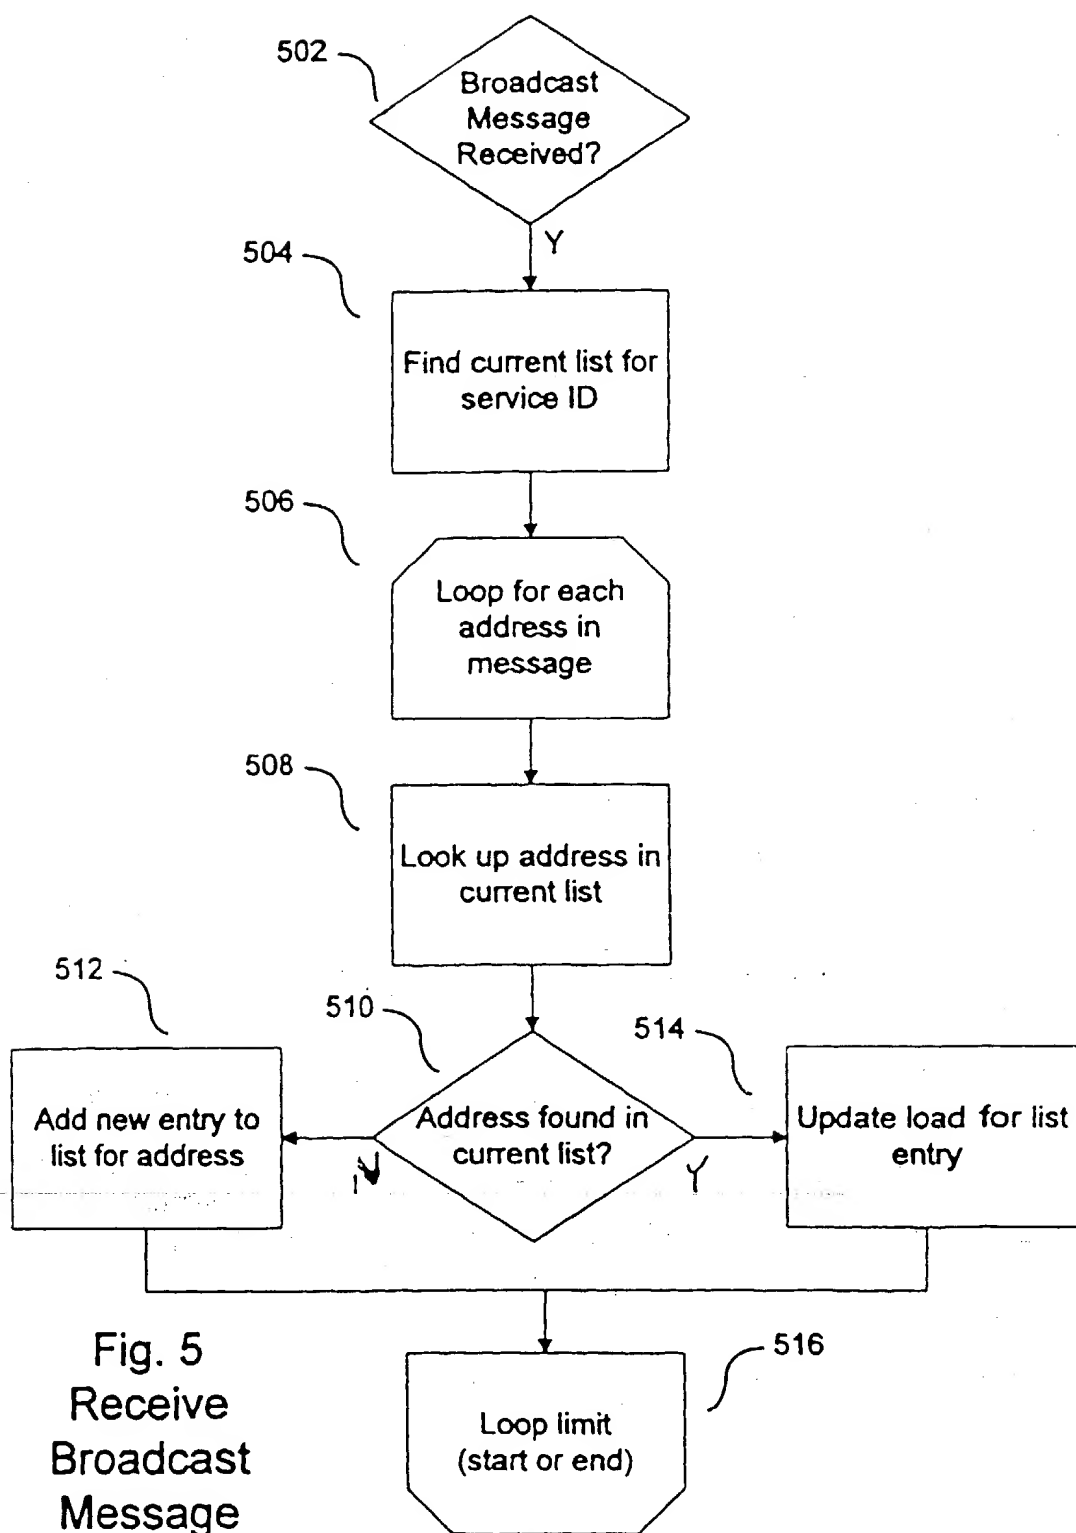 502
Broadcast
Message
Received?
Y
504
Find current list for
service ID
506
Loop for each
address in
message
508
Look up address in
current list
512
510
514
Add new entry to
list for address
Address found in
current list?
Update load for list
entry
N
Y
516
Loop limit
(start or end)
Fig. 5
Receive
Broadcast
Message